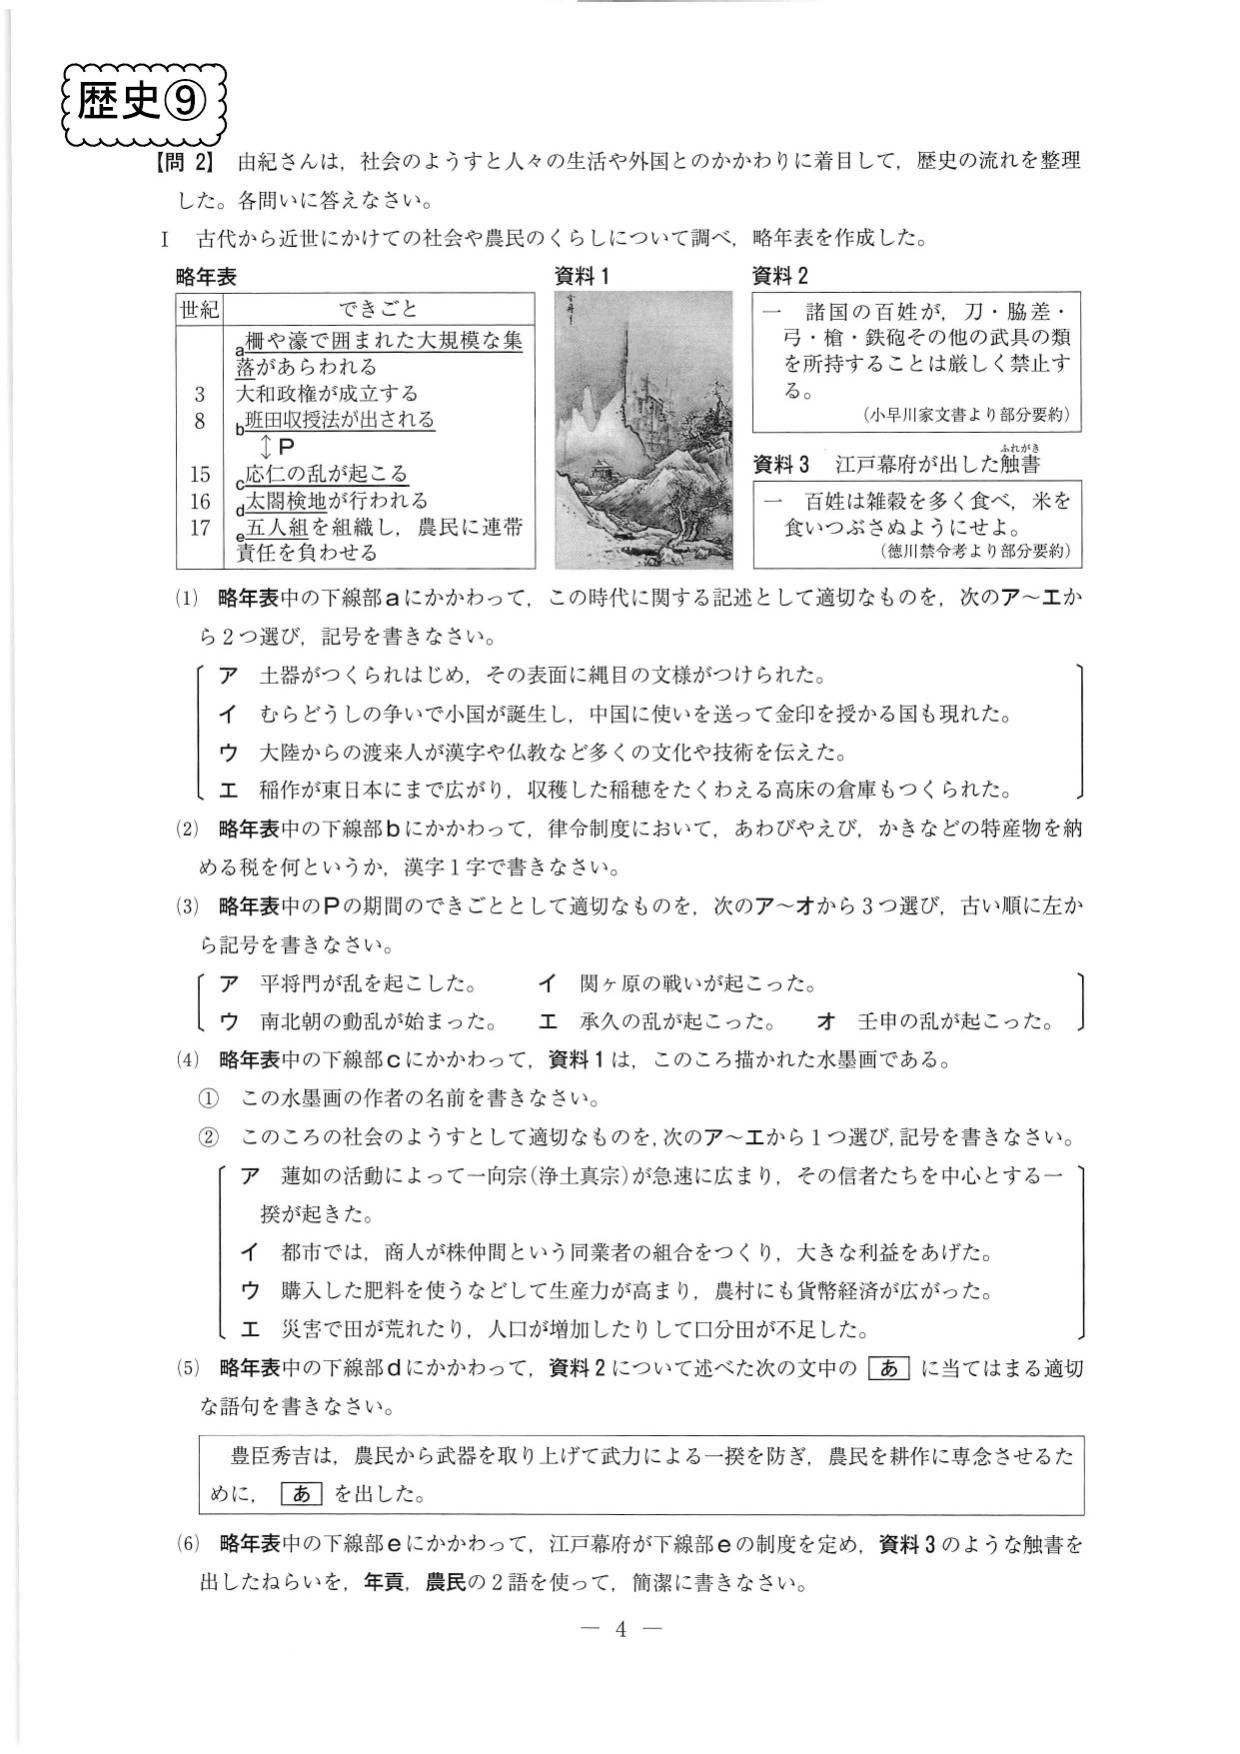 歴史⑨
【問 2】 由紀さんは，社会のようすと人々の生活や外国とのかかわりに着目して，歴史の流れを整理
した。各問いに答えなさい。
Ⅰ 古代から近世にかけての社会や農民のくらしについて調べ，略年表を作成した。
略年表
世紀 できごと
a柵や濠で囲まれた大規模な集
落があらわれる
3 大和政権が成立する
8 b班田収授法が出される
↕P
15 c応仁の乱が起こる
16 d太閤検地が行われる
17 e五人組を組織し，農民に連帯
責任を負わせる
資料1
資料2
一 諸国の百姓が，刀・脇差・
弓・槍・鉄砲その他の武具の類
を所持することは厳しく禁止す
る。
（小早川家文書より部分要約）
資料3 江戸幕府が出した触書
ふれがき
一 百姓は雑穀を多く食べ，米を
食いつぶさぬようにせよ。
（徳川禁令考より部分要約）
(1) 略年表中の下線部aにかかわって，この時代に関する記述として適切なものを，次のア〜エか
ら2つ選び，記号を書きなさい。
ア 土器がつくられはじめ，その表面に縄目の文様がつけられた。
イ むらどうしの争いで小国が誕生し，中国に使いを送って金印を授かる国も現れた。
ウ 大陸からの渡来人が漢字や仏教など多くの文化や技術を伝えた。
エ 稲作が東日本にまで広がり，収穫した稲穂をたくわえる高床の倉庫もつくられた。
(2) 略年表中の下線部bにかかわって，律令制度において，あわびやえび，かきなどの特産物を納
める税を何というか，漢字1字で書きなさい。
(3) 略年表中のPの期間のできごととして適切なものを，次のア〜オから3つ選び，古い順に左か
ら記号を書きなさい。
ア 平将門が乱を起こした。 イ 関ヶ原の戦いが起こった。
ウ 南北朝の動乱が始まった。 エ 承久の乱が起こった。 オ 壬申の乱が起こった。
(4) 略年表中の下線部cにかかわって，資料1は，このころ描かれた水墨画である。
① この水墨画の作者の名前を書きなさい。
② このころの社会のようすとして適切なものを，次のア〜エから1つ選び，記号を書きなさい。
ア 蓮如の活動によって一向宗(浄土真宗)が急速に広まり，その信者たちを中心とする一
揆が起きた。
イ 都市では，商人が株仲間という同業者の組合をつくり，大きな利益をあげた。
ウ 購入した肥料を使うなどして生産力が高まり，農村にも貨幣経済が広がった。
エ 災害で田が荒れたり，人口が増加したりして口分田が不足した。
(5) 略年表中の下線部dにかかわって，資料2について述べた次の文中の あ に当てはまる適切
な語句を書きなさい。
豊臣秀吉は，農民から武器を取り上げて武力による一揆を防ぎ，農民を耕作に専念させるた
めに， あ を出した。
(6) 略年表中の下線部eにかかわって，江戸幕府が下線部eの制度を定め，資料3のような触書を
出したねらいを，年貢，農民の2語を使って，簡潔に書きなさい。
― 4 ―